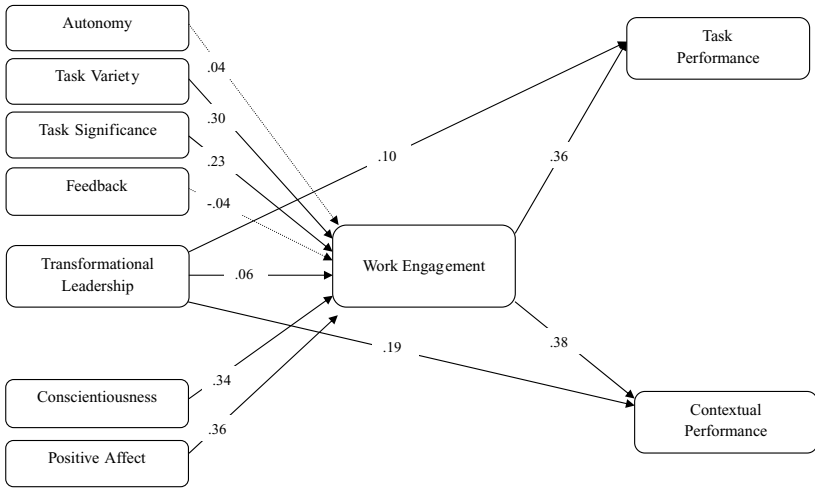 Autonomy
Task Variety
Task Significance
Feedback
Transformational
Leadership
Conscientiousness
Positive Affect
.04
.30
.23
-.04
.06
.34
.36
Work Engagement
.10
.36
.19
.38
Task
Performance
Contextual
Performance